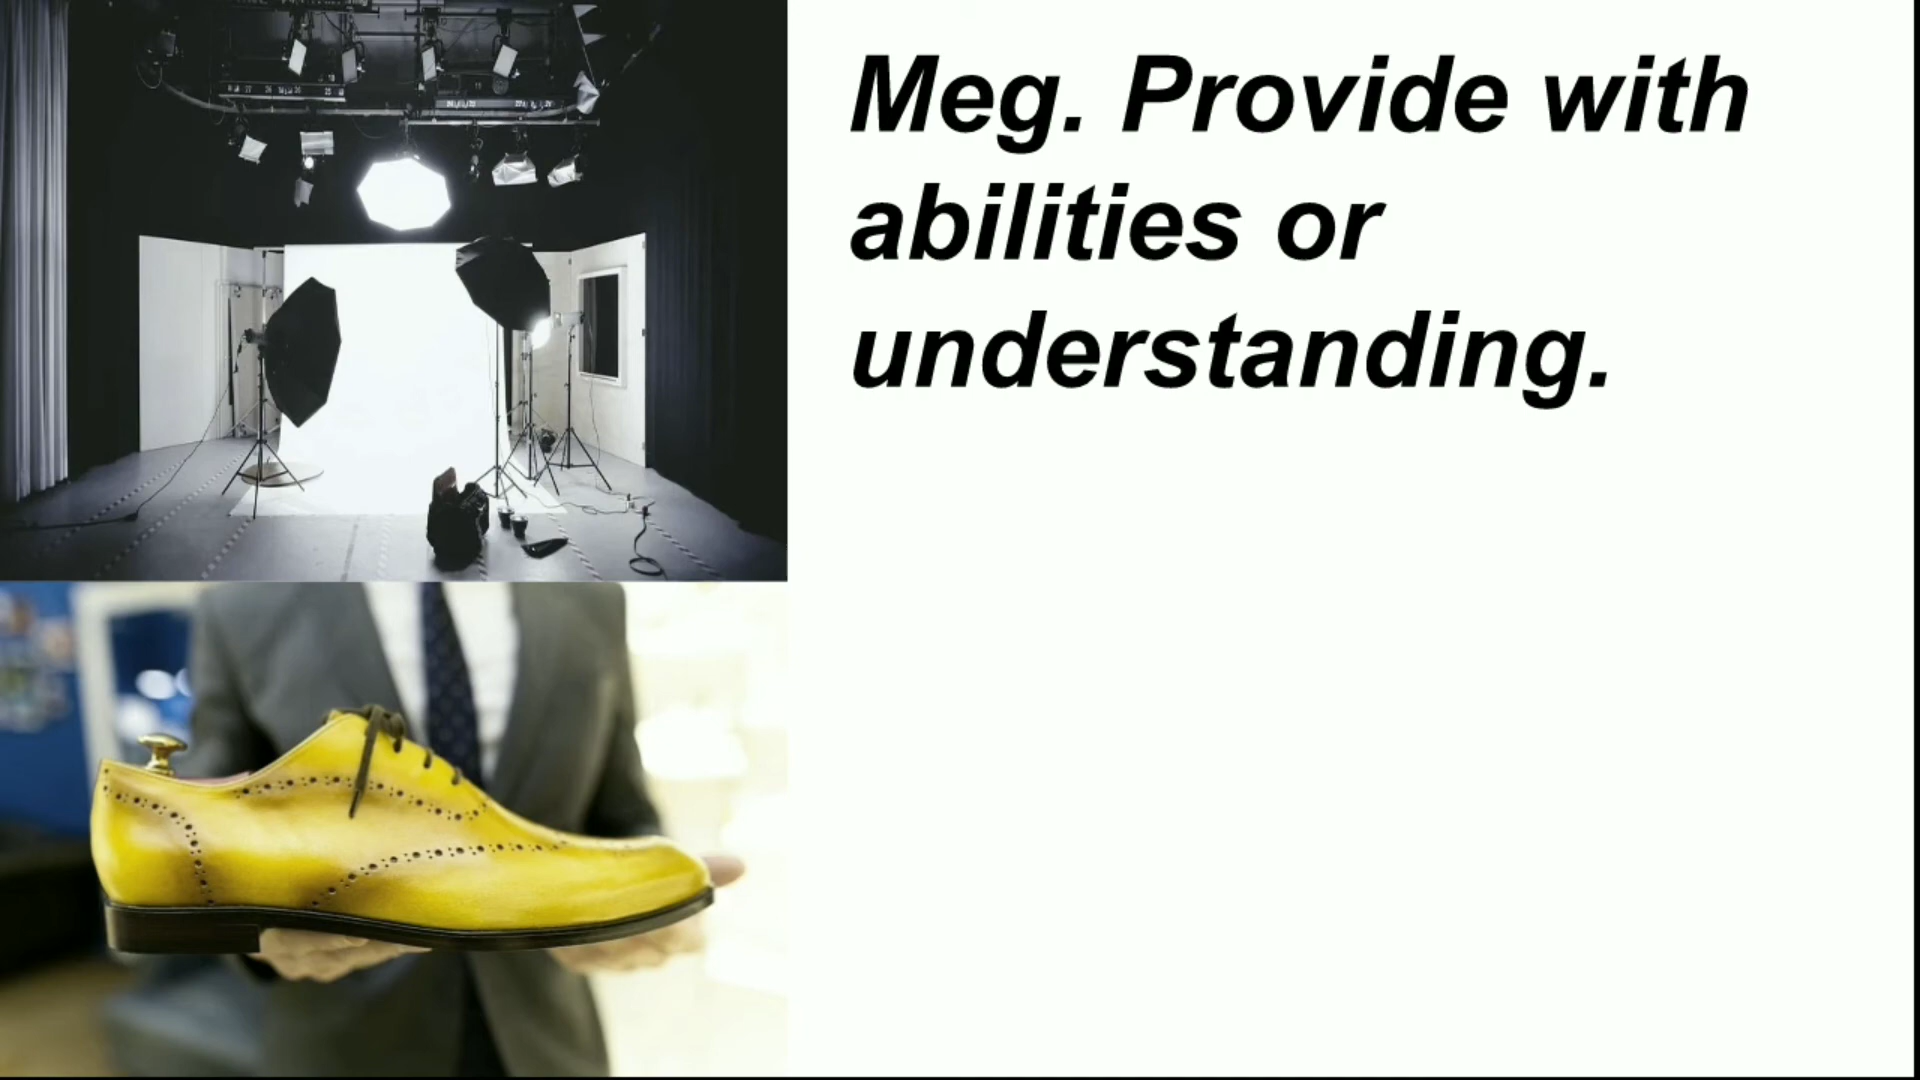 Meg. Provide with
abilities or
understanding.